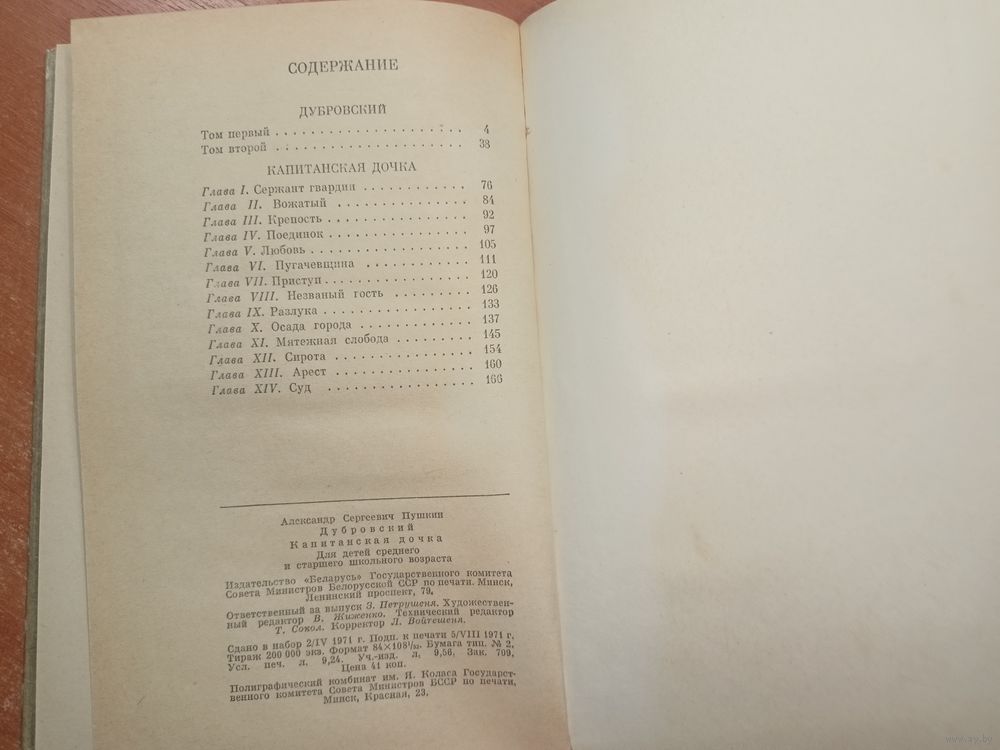 СОДЕРЖАНИЕ
ДУБРОВСКИЙ
Том первый . . . . . . . . . . . . . . . . . . . . 4
Том второй . . . . . . . . . . . . . . . . . . . . 38
КАПИТАНСКАЯ ДОЧКА
Глава I. Сержант гвардии . . . . . . . . . . . . 76
Глава II. Вожатый . . . . . . . . . . . . . . . 84
Глава III. Крепость . . . . . . . . . . . . . . . 92
Глава IV. Поединок . . . . . . . . . . . . . . . 97
Глава V. Любовь . . . . . . . . . . . . . . . . 105
Глава VI. Пугачевщина . . . . . . . . . . . . 111
Глава VII. Приступ . . . . . . . . . . . . . . . 120
Глава VIII. Незваный гость . . . . . . . . . 126
Глава IX. Разлука . . . . . . . . . . . . . . . 133
Глава X. Осада города . . . . . . . . . . . . 137
Глава XI. Мятежная слобода . . . . . . . . . 145
Глава XII. Сирота . . . . . . . . . . . . . . . 154
Глава XIII. Арест . . . . . . . . . . . . . . . 160
Глава XIV. Суд . . . . . . . . . . . . . . . . 166
Александр Сергеевич Пушкин
Дубровский
Капитанская дочка
Для детей среднего
и старшего школьного возраста
Издательство «Беларусь» Государственного комитета
Совета Министров Белорусской ССР по печати. Минск,
Ленинский проспект, 79.
Ответственный за выпуск З. Петрушеня. Художествен-
ный редактор В. Жиженко. Технический редактор
Т. Сокол. Корректор Л. Войтешеня.
Сдано в набор 2/IV 1971 г. Подп. к печати 5/VIII 1971 г.
Тираж 200 000 экз. Формат 84×108¹/₃₂. Бумага тип. № 2.
Усл. печ. л. 9,24. Уч.-изд. л. 9,56. Зак. 709.
Цена 41 коп.
Полиграфический комбинат им. Я. Коласа Государст-
венного комитета Совета Министров БССР по печати,
Минск, Красная, 23.
www.ay.by